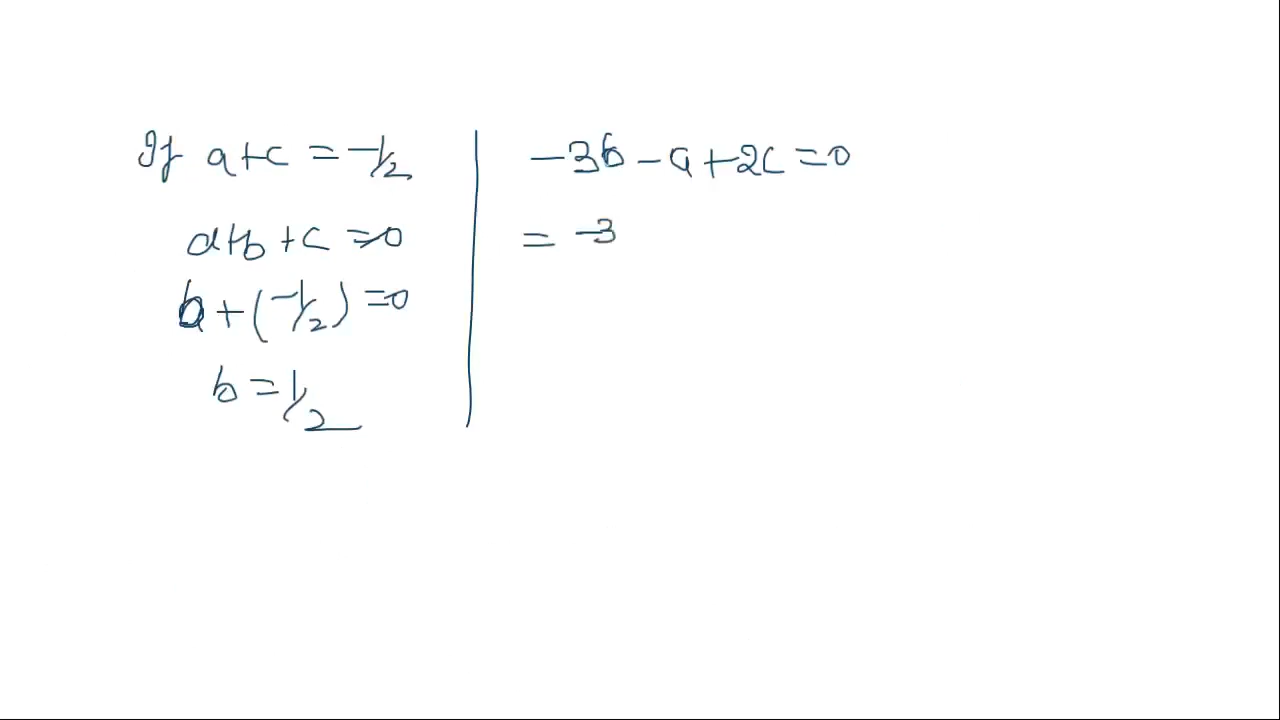 If a+c = -1/2
a+b+c = 0
b+(-1/2) = 0
b = 1/2
-3b-a+2c = 0
= -3